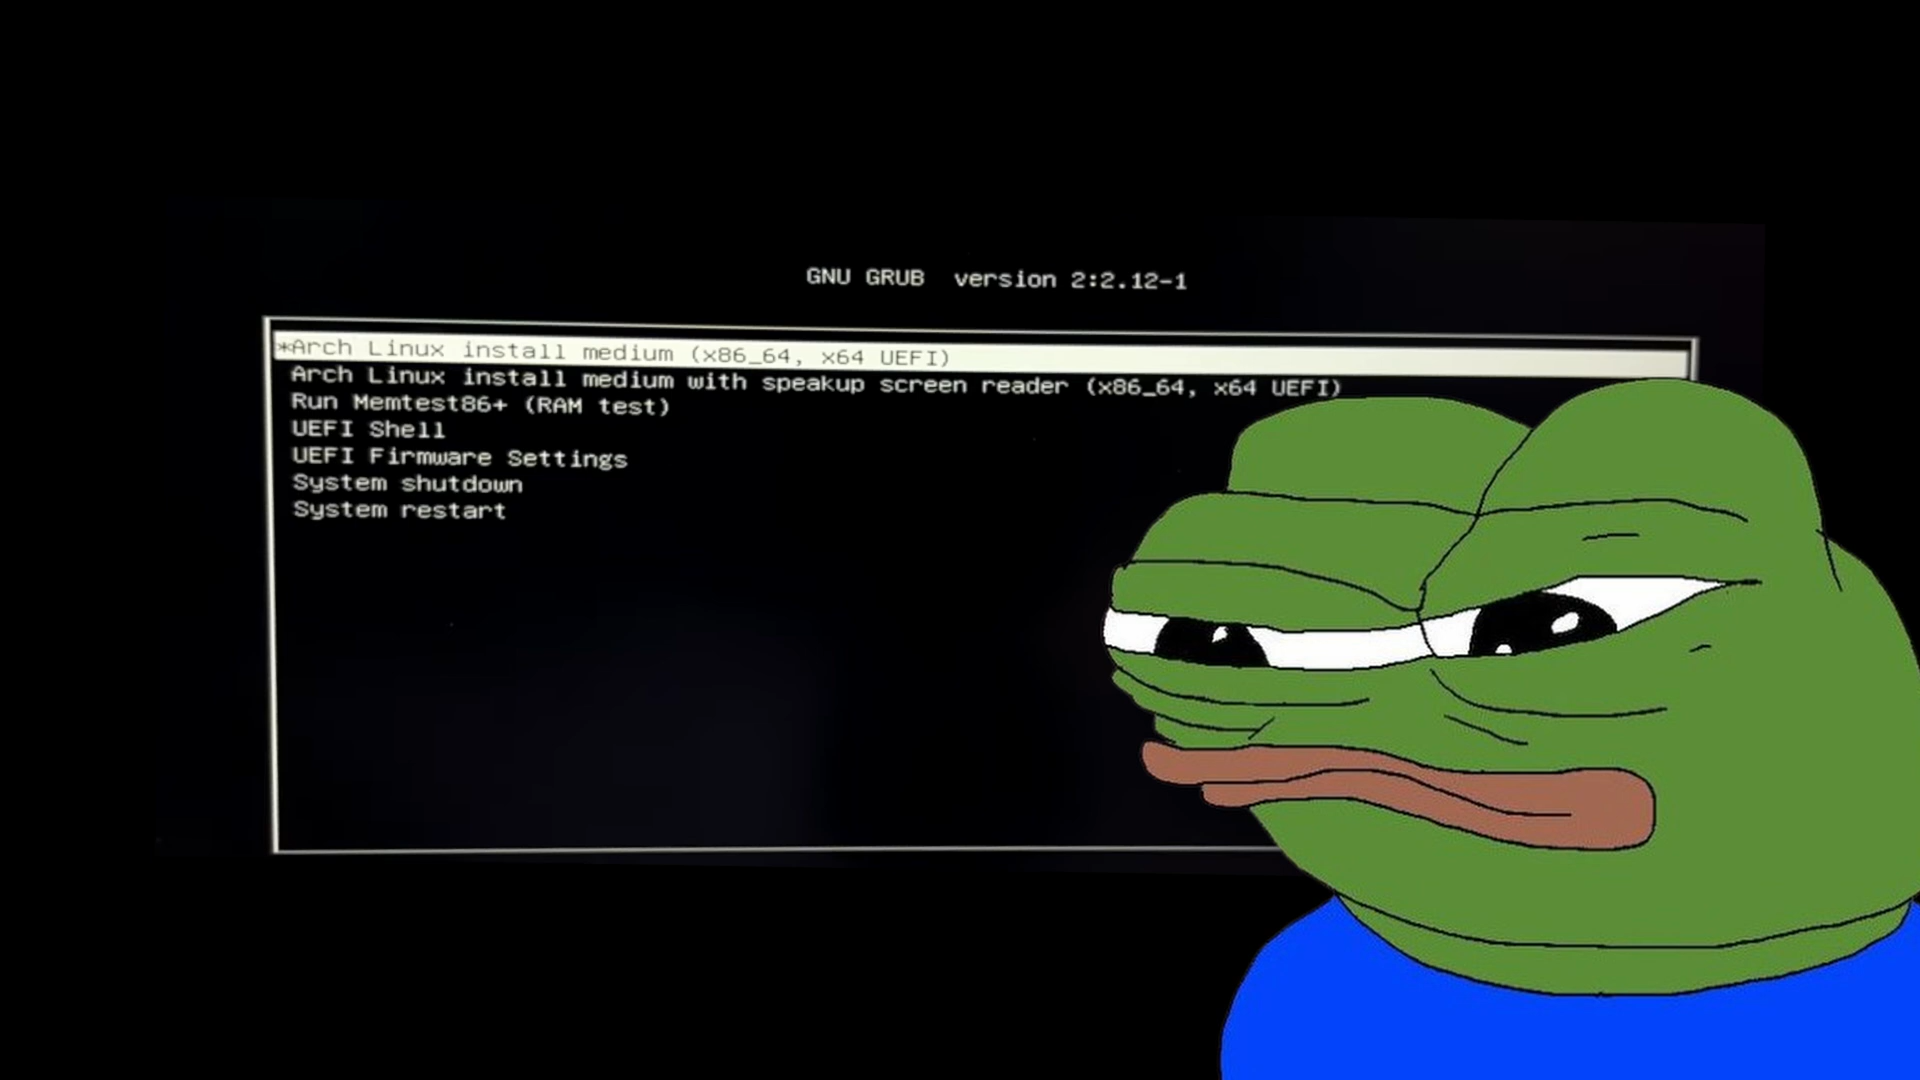 GNU GRUB  version 2:2.12-1
*Arch Linux install medium (x86_64, x64 UEFI)
Arch Linux install medium with speakup screen reader (x86_64, x64 UEFI)
Run Memtest86+ (RAM test)
UEFI Shell
UEFI Firmware Settings
System shutdown
System restart